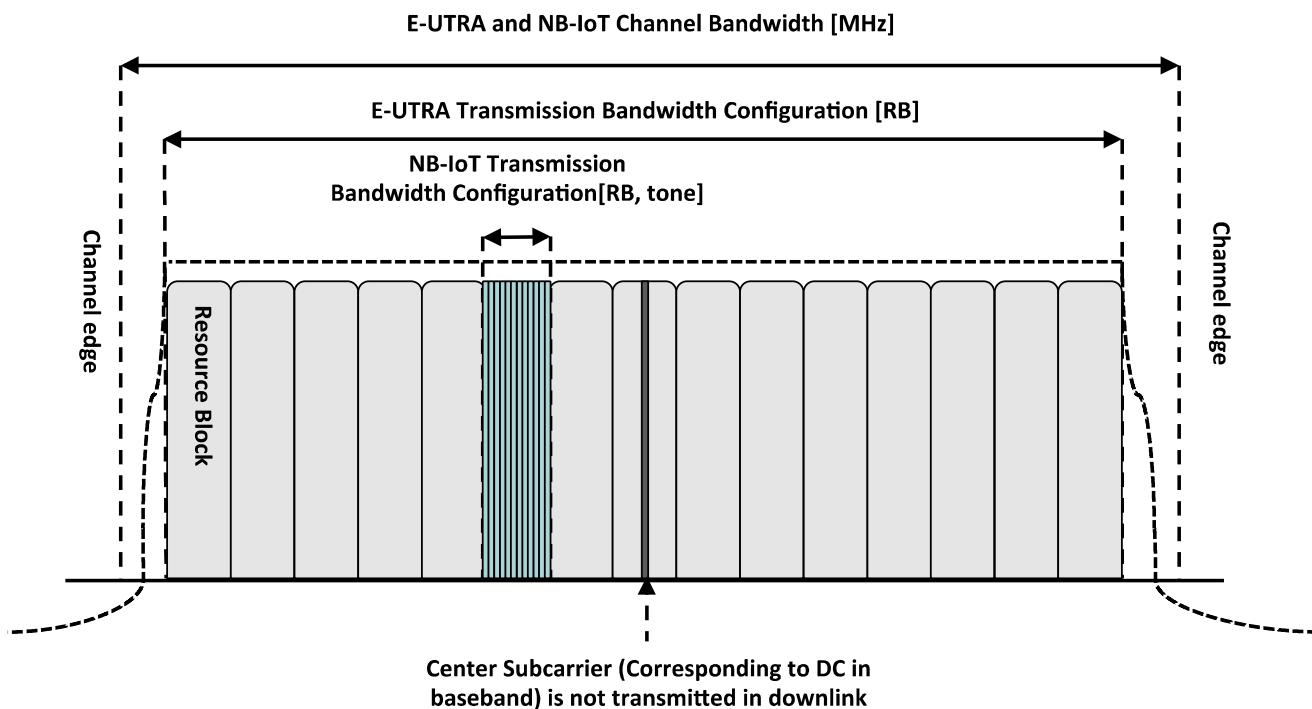 E-UTRA and NB-IoT Channel Bandwidth [MHz]
E-UTRA Transmission Bandwidth Configuration [RB]
NB-IoT Transmission
Bandwidth Configuration[RB, tone]
Channel edge
Resource Block
Channel edge
Center Subcarrier (Corresponding to DC in
baseband) is not transmitted in downlink